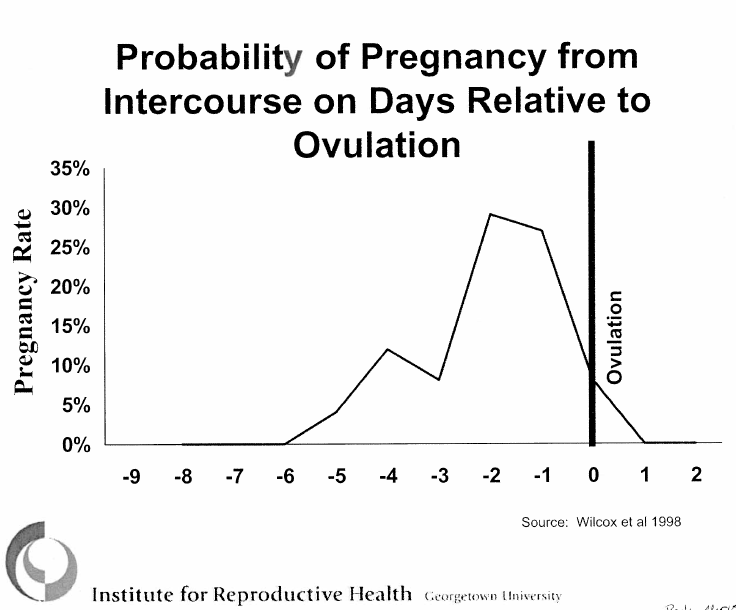 Probability of Pregnancy from
Intercourse on Days Relative to
Ovulation
35%
30%
25%
20%
15%
10%
5%
0%
Pregnancy Rate
Ovulation
-9 -8 -7 -6 -5 -4 -3 -2 -1 0 1 2
Source: Wilcox et al 1998
Institute for Reproductive Health Georgetown University